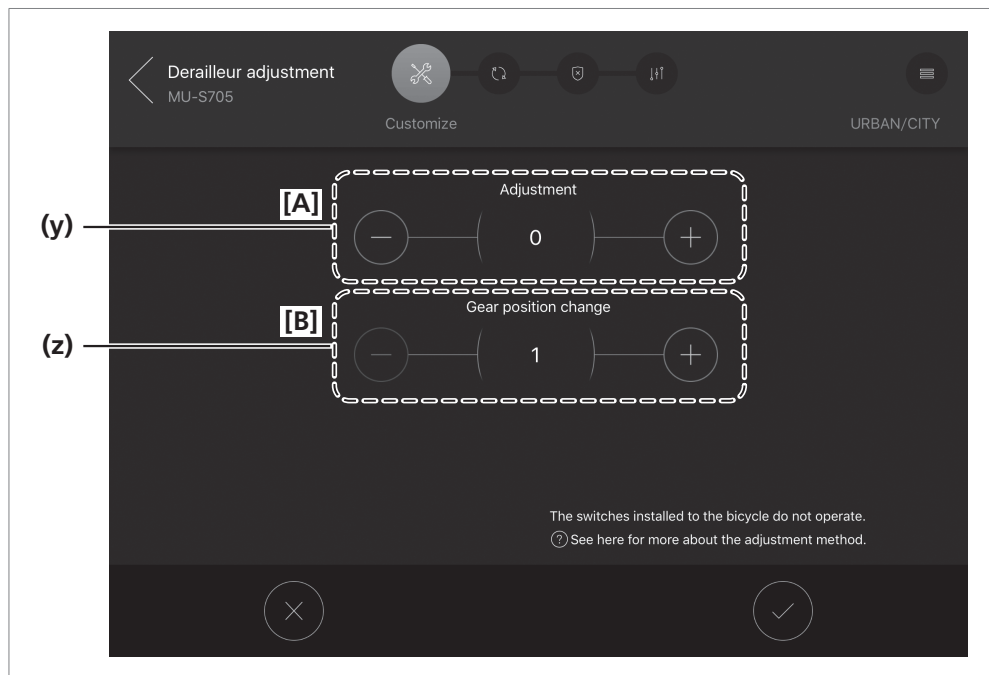 Derailleur adjustment
MU-S705
Customize
URBAN/CITY
[A]
Adjustment
(y)
0
[B]
Gear position change
(z)
1
The switches installed to the bicycle do not operate.
? See here for more about the adjustment method.